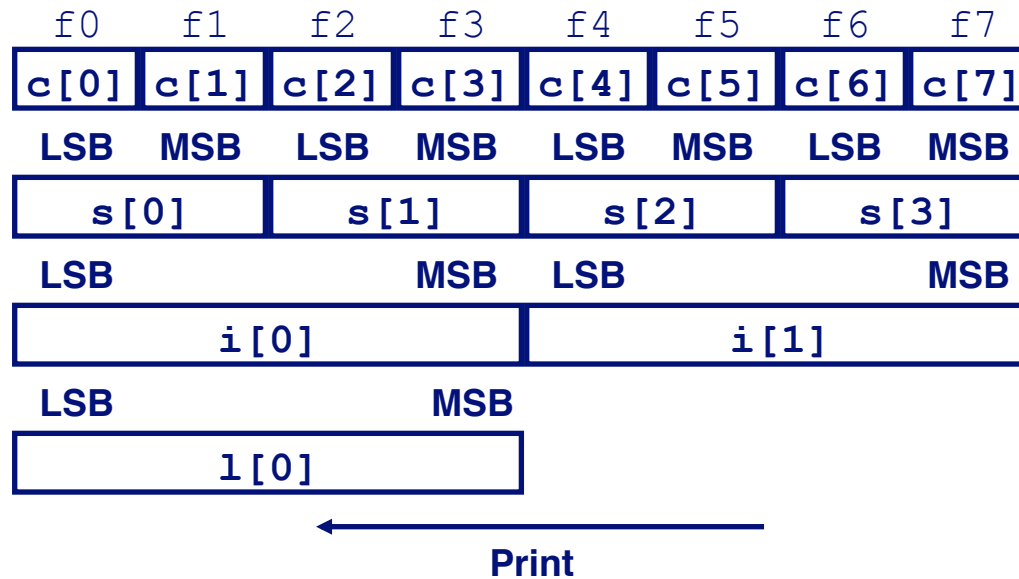 f0 f1 f2 f3 f4 f5 f6 f7
c[0] c[1] c[2] c[3] c[4] c[5] c[6] c[7]
LSB MSB LSB MSB LSB MSB LSB MSB
s[0] s[1] s[2] s[3]
LSB MSB LSB MSB
i[0] i[1]
LSB MSB
l[0]
Print